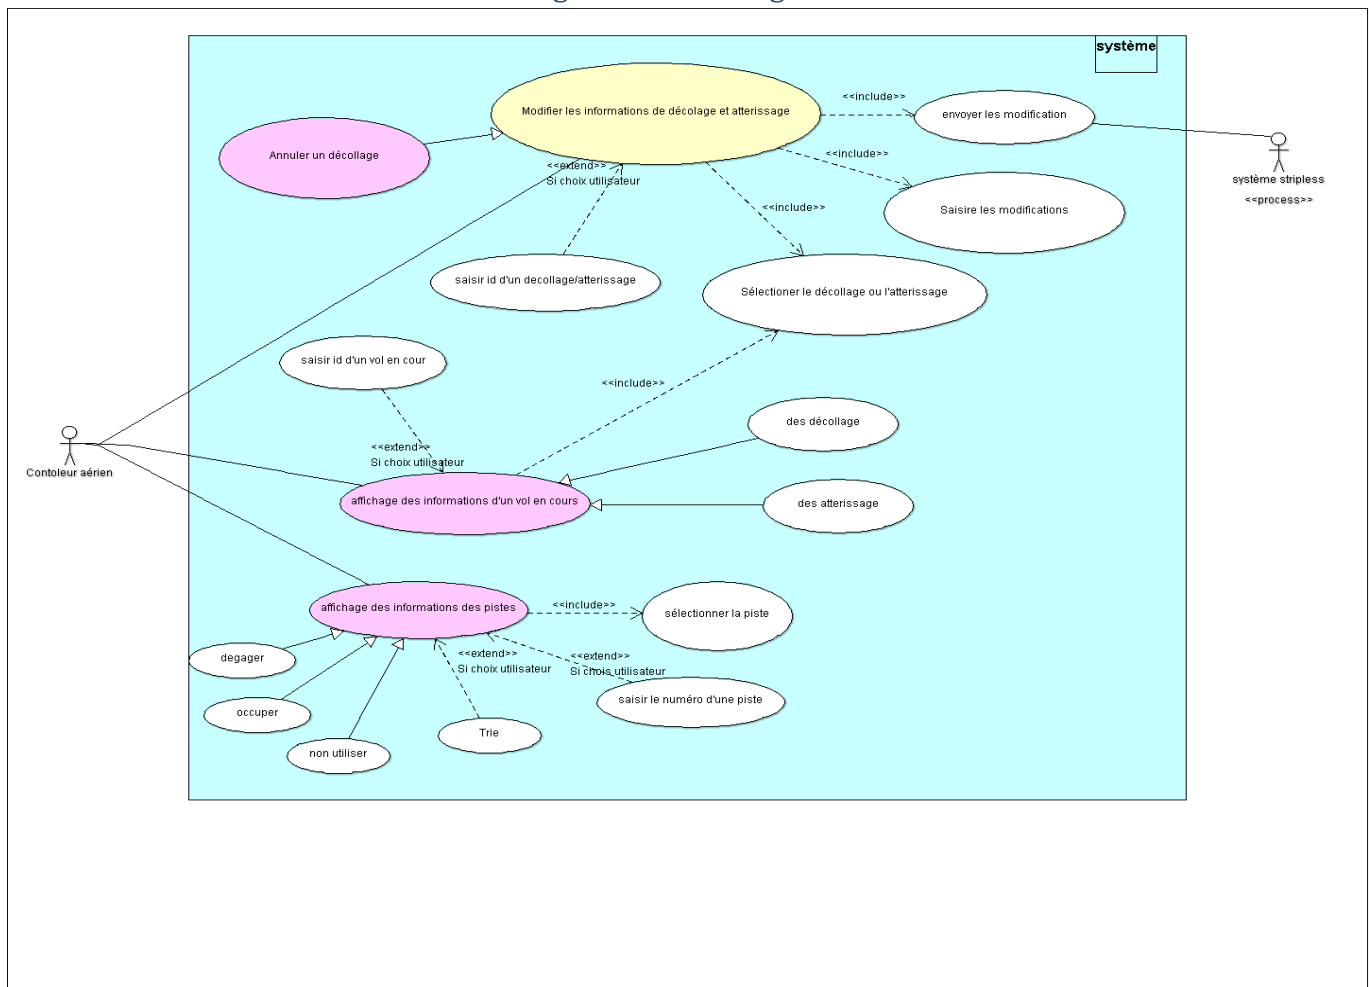 système
Modifier les informations de décolage et atterissage
<<include>>
envoyer les modification
Annuler un décollage
<<extend>>
Si choix utilisateur
<<include>>
système stripless
<<process>>
Saisire les modifications
<<include>>
saisir id d'un decollage/atterissage
Sélectioner le décollage ou l'atterissage
saisir id d'un vol en cour
<<include>>
des décollage
<<extend>>
Si choix utilisateur
Contoleur aérien
affichage des informations d'un vol en cours
des atterissage
affichage des informations des pistes
<<include>>
sélectionner la piste
degager
<<extend>>
Si choix utilisateur
<<extend>>
Si chois utilisateur
saisir le numéro d'une piste
occuper
Trie
non utiliser